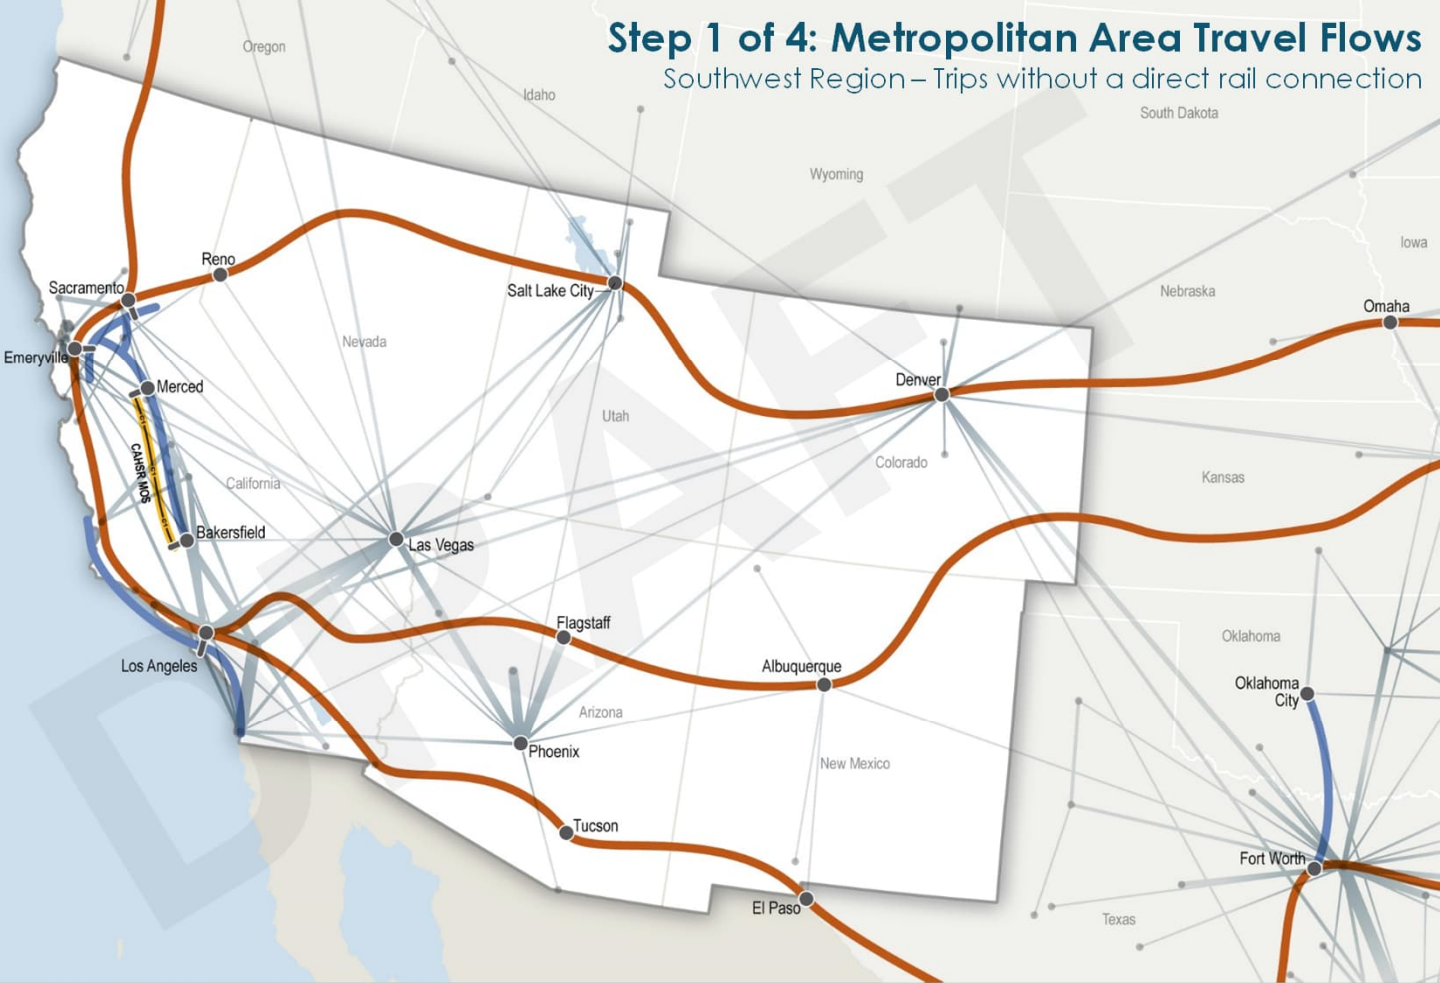 Step 1 of 4: Metropolitan Area Travel Flows
Southwest Region – Trips without a direct rail connection
Oregon
Idaho
South Dakota
Wyoming
Iowa
Reno
Sacramento
Salt Lake City
Nebraska
Omaha
Nevada
Emeryville
Merced
Denver
Utah
CAHSR MOS
California
Colorado
Kansas
Bakersfield
Las Vegas
Flagstaff
Oklahoma
Los Angeles
Albuquerque
Oklahoma
City
Arizona
Phoenix
New Mexico
Tucson
Fort Worth
El Paso
Texas
DRAFT